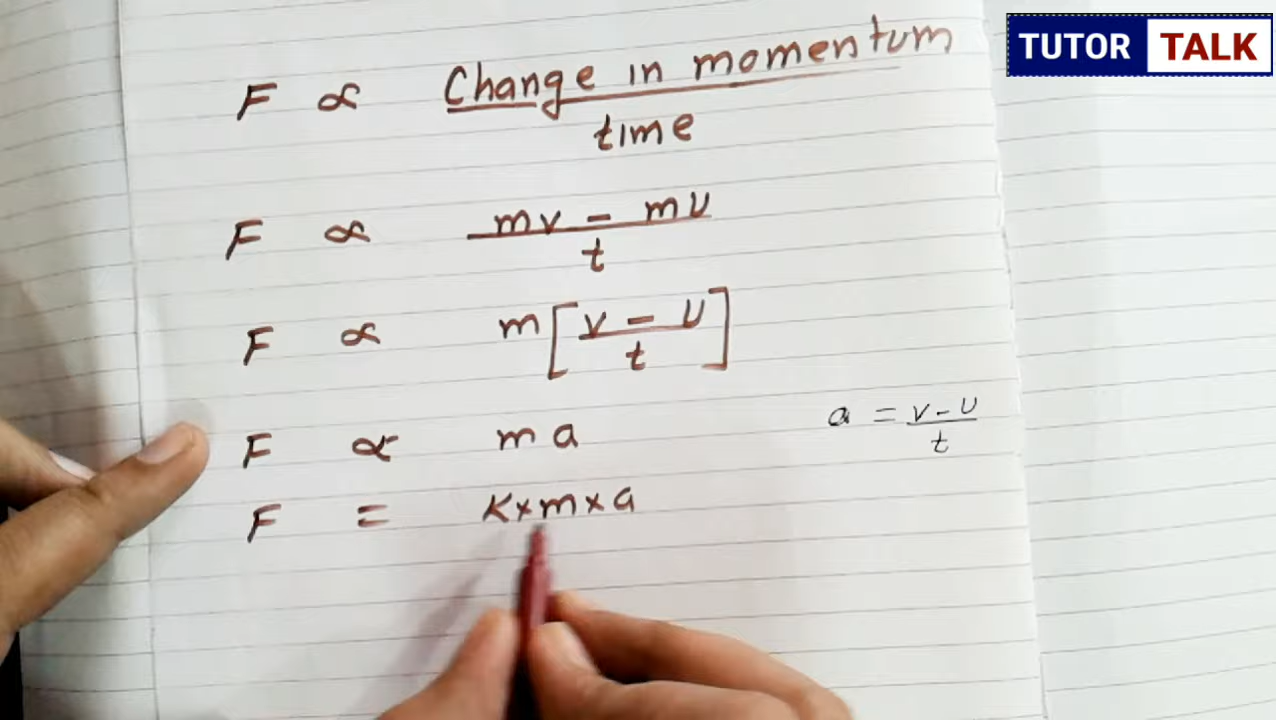 TUTOR TALK
F ∝ Change in momentum
time
F ∝ mv - mu
t
F ∝ m[v - u
t]
F ∝ ma
a = v - u
t
F = K×m×a